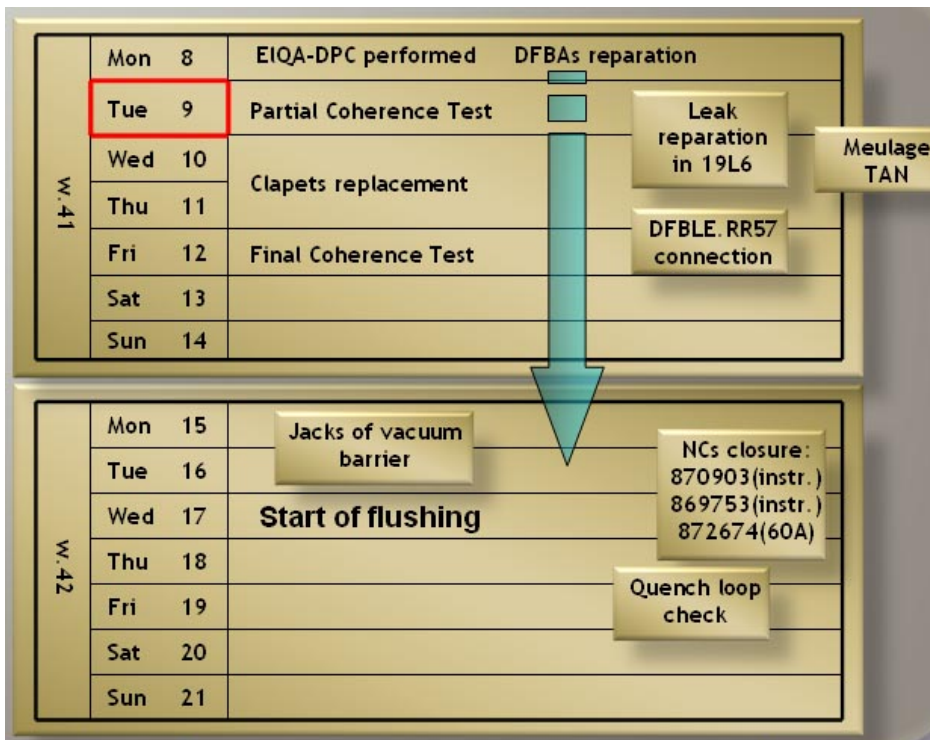 w.41
Mon 8 ElQA-DPC performed DFBAs reparation
Tue 9 Partial Coherence Test
Wed 10
Clapets replacement
Thu 11
Fri 12 Final Coherence Test
Sat 13
Sun 14
Leak
reparation
in 19L6
Meulage
TAN
DFBLE.RR57
connection
w.42
Mon 15
Tue 16
Wed 17 Start of flushing
Thu 18
Fri 19
Sat 20
Sun 21
Jacks of vacuum
barrier
NCs closure:
870903(instr.)
869753(instr.)
872674(60A)
Quench loop
check